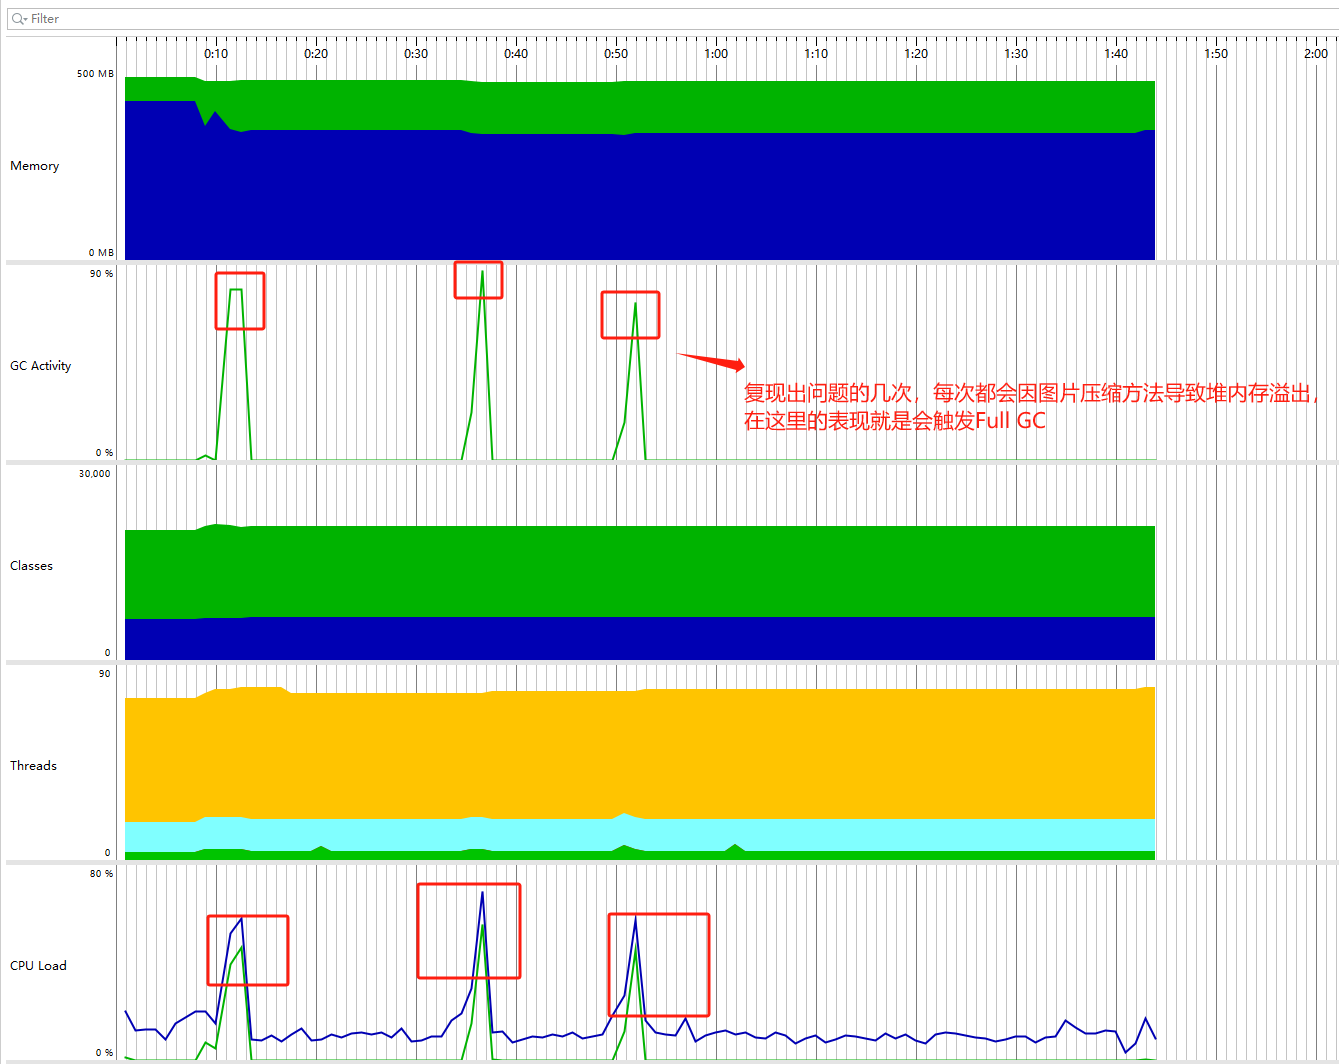 Filter
0:10 0:20 0:30 0:40 0:50 1:00 1:10 1:20 1:30 1:40 1:50 2:00
500 MB
Memory
0 MB
90 %
GC Activity
复现出问题的几次，每次都会因图片压缩方法导致堆内存溢出，
在这里的表现就是会触发Full GC
0 %
30,000
Classes
0
90
Threads
0
80 %
CPU Load
0 %